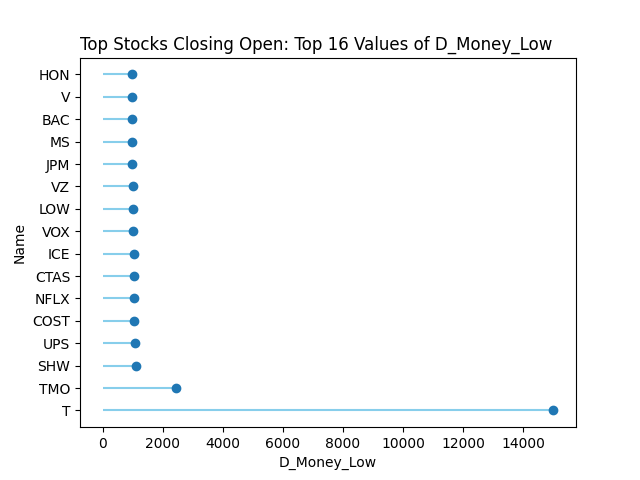 Top Stocks Closing Open: Top 16 Values of D_Money_Low
HON
V
BAC
MS
JPM
VZ
LOW
VOX
ICE
CTAS
NFLX
COST
UPS
SHW
TMO
T
Name
0 2000 4000 6000 8000 10000 12000 14000
D_Money_Low